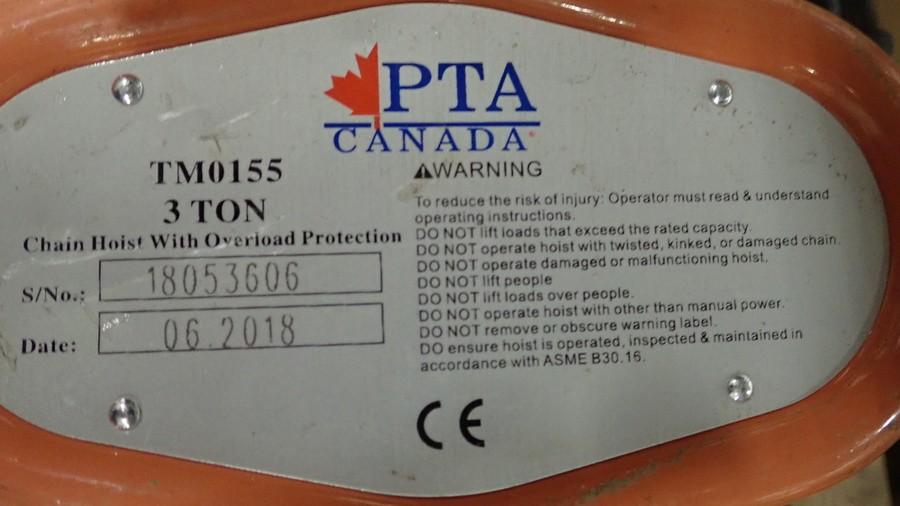 PTA
CANADA
TM0155
3 TON
Chain Hoist With Overload Protection
S/No.: 18053606
Date: 06.2018
⚠WARNING
To reduce the risk of injury: Operator must read & understand
operating instructions.
DO NOT lift loads that exceed the rated capacity.
DO NOT operate hoist with twisted, kinked, or damaged chain.
DO NOT operate damaged or malfunctioning hoist.
DO NOT lift people
DO NOT lift loads over people.
DO NOT operate hoist with other than manual power.
DO NOT remove or obscure warning label.
DO ensure hoist is operated, inspected & maintained in
accordance with ASME B30.16.
CE